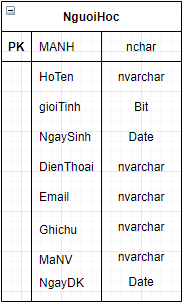 NguoiHoc
PK MANH nchar
HoTen nvarchar
gioiTinh Bit
NgaySinh Date
DienThoai nvarchar
Email nvarchar
Ghichu nvarchar
MaNV nvarchar
NgayDK Date